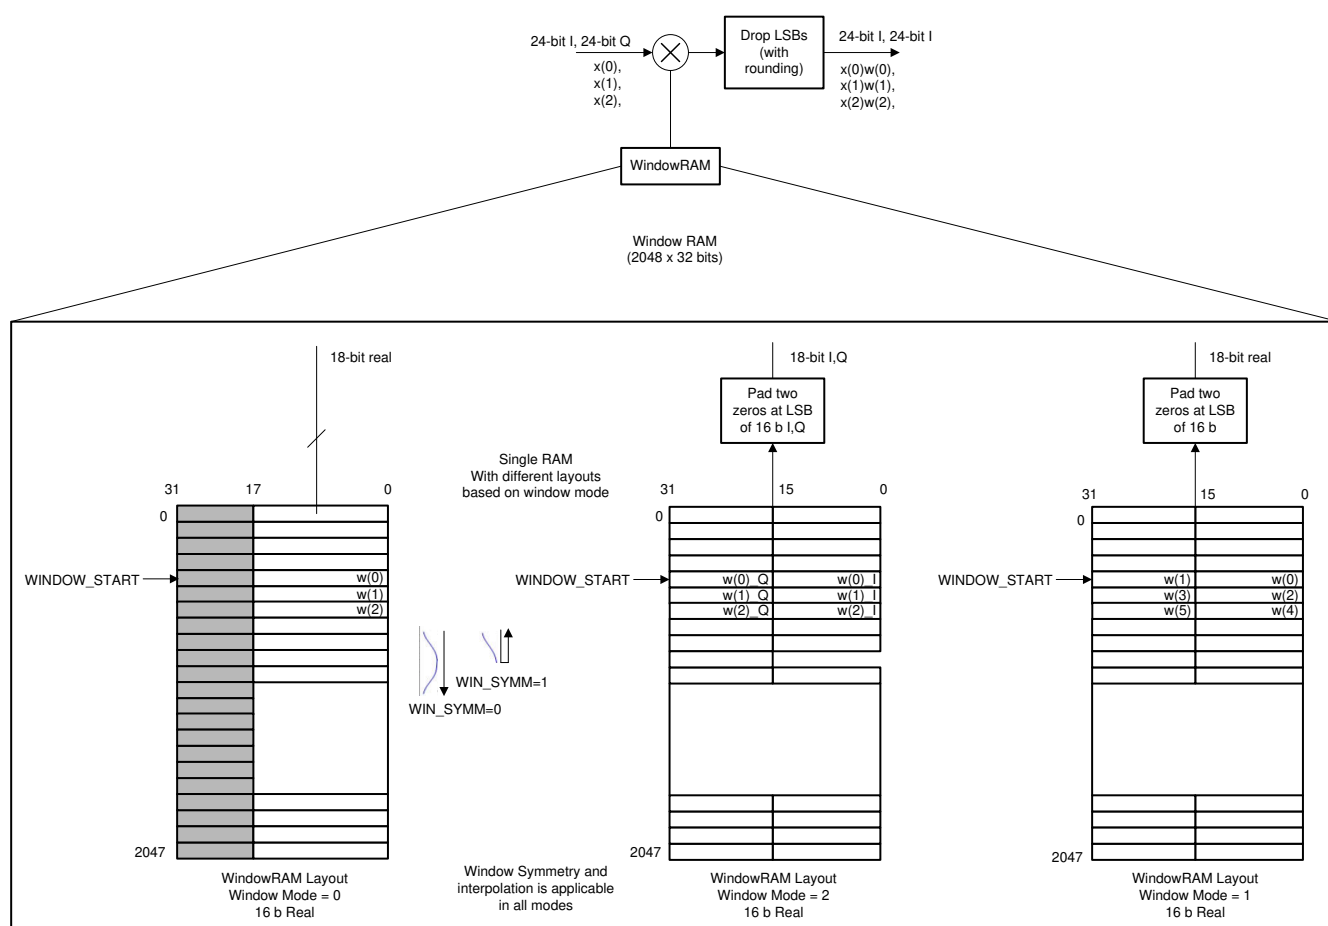 24-bit I, 24-bit Q
x(0),
x(1),
x(2),
Drop LSBs
(with
rounding)
24-bit I, 24-bit I
x(0)w(0),
x(1)w(1),
x(2)w(2),
WindowRAM
Window RAM
(2048 x 32 bits)
18-bit real
31
17
0
0
WINDOW_START
w(0)
w(1)
w(2)
2047
WindowRAM Layout
Window Mode = 0
16 b Real
Single RAM
With different layouts
based on window mode
WIN_SYMM=1
WIN_SYMM=0
Window Symmetry and
interpolation is applicable
in all modes
18-bit I,Q
Pad two
zeros at LSB
of 16 b I,Q
31
15
0
0
WINDOW_START
w(0)_Q w(0)_I
w(1)_Q w(1)_I
w(2)_Q w(2)_I
2047
WindowRAM Layout
Window Mode = 2
16 b Real
18-bit real
Pad two
zeros at LSB
of 16 b
31
15
0
0
WINDOW_START
w(1) w(0)
w(3) w(2)
w(5) w(4)
2047
WindowRAM Layout
Window Mode = 1
16 b Real